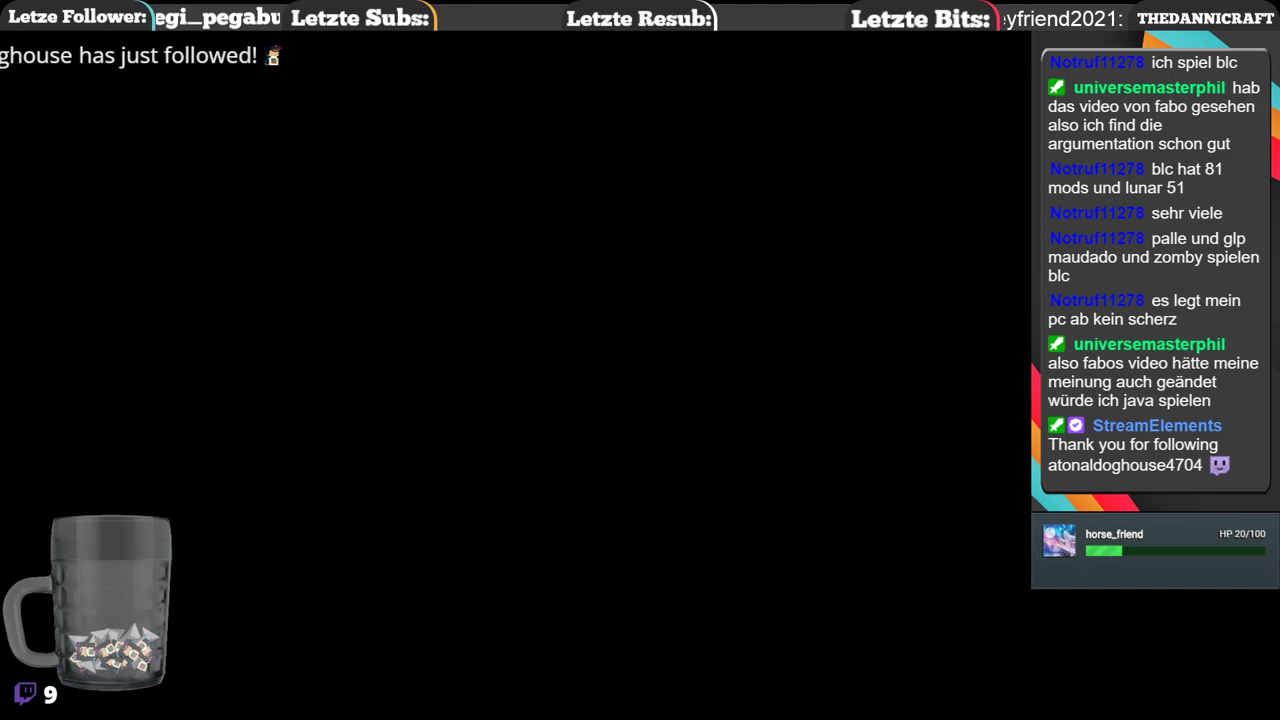 Letze Follower: egi_pegabu Letzte Subs: Letzte Resub: Letzte Bits: yfriend2021: THEDANNICRAFT
ghouse has just followed!
Notruf11278 ich spiel blc
universemasterphil hab
das video von fabo gesehen
also ich find die
argumentation schon gut
Notruf11278 blc hat 81
mods und lunar 51
Notruf11278 sehr viele
Notruf11278 palle und glp
maudado und zomby spielen
blc
Notruf11278 es legt mein
pc ab kein scherz
universemasterphil
also fabos video hätte meine
meinung auch geändet
würde ich java spielen
StreamElements
Thank you for following
atonaldoghouse4704
horse_friend HP 20/100
9